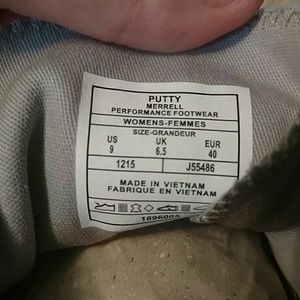 PUTTY
MERRELL
PERFORMANCE FOOTWEAR
WOMENS-FEMMES
SIZE-GRANDEUR
US UK EUR
9 6.5 40
1215 J55486
MADE IN VIETNAM
FABRIQUE EN VIETNAM
1896005